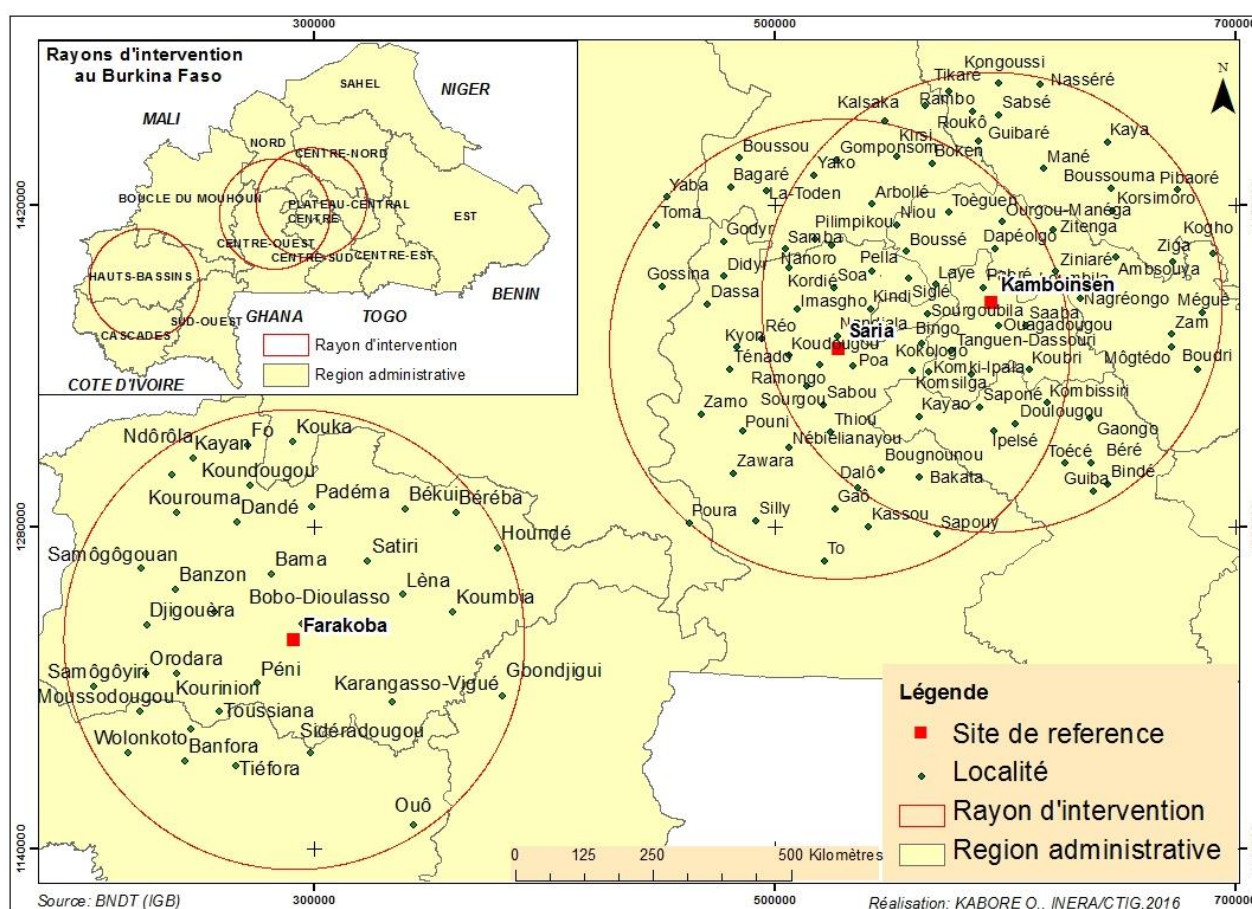 300000
500000
700000
Rayons d'intervention
au Burkina Faso
SAHEL
NIGER
MALI
NORD
CENTRE-NORD
BOUCLE DU MOUHOUN
PLATEAU-CENTRAL
CENTRE
EST
CENTRE-OUEST
CENTRE-SUD
CENTRE-EST
HAUTS-BASSINS
BENIN
SUD-OUEST
GHANA
TOGO
CASCADES
COTE D'IVOIRE
Rayon d'intervention
Region administrative
N
Kongoussi
Tikaré
Nasséré
Kalsaka
Rambo
Sabsé
Roukô
Kirsi
Guibaré
Kaya
Gomponsom
Boken
Boussou
Yako
Mané
Bagaré
Boussouma
Pibaoré
Yaba
La-Toden
Arbollé
Korsimoro
Toma
Toèguen
Ourgou-Manéga
Pilimpikou
Niou
Godyr
Zitenga
Kogho
Samba
Boussé
Dapéolgo
Ziga
Didyr
Nanoro
Pella
Ziniaré
Ambsouya
Gossina
Kordié
Soa
Laye
Pabré
Loumbila
Kamboinsen
Dassa
Imasgho
Kindi
Siglé
Nagréongo
Méguè
Sourgoubila
Saaba
Zam
Kyon
Réo
Nandiala
Saria
Bingo
Ouagadougou
Koudougou
Tanguen-Dassouri
Ténado
Poa
Kokologo
Koubri
Môgtédo
Boudri
Ramongo
Komki-Ipala
Sourgou
Sabou
Komsilga
Kombissiri
Zamo
Thiou
Kayao
Saponé
Doulougou
Pouni
Nébiélianayou
Ipelsé
Gaongo
Bougnounou
Toécé
Béré
Zawara
Dalô
Bakata
Guiba
Bindé
Poura
Silly
Gaô
Kassou
Sapouy
To
1420000
1280000
1140000
Ndôrôla
Fo
Kouka
Kayan
Koundougou
Kourouma
Dandé
Padéma
Békui
Béréba
Houndé
Samôgôgouan
Bama
Satiri
Banzon
Lèna
Bobo-Dioulasso
Koumbia
Djigouèra
Farakoba
Orodara
Péni
Gbondjigui
Samôgôyiri
Karangasso-Vigué
Moussodougou
Kourinion
Toussiana
Sidéradougou
Wolonkoto
Banfora
Tiéfora
Ouô
Légende
Site de reference
Localité
Rayon d'intervention
Region administrative
0 125 250 500 Kilomètres
Source: BNDT (IGB)
300000
500000
700000
Réalisation: KABORE O., INERA/CTIG,2016